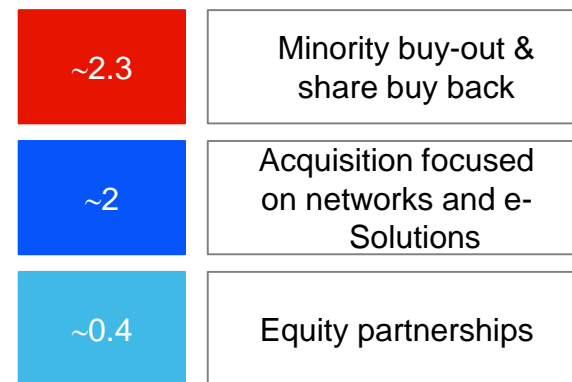 ~2.3
Minority buy-out &
share buy back
~2
Acquisition focused
on networks and e-
Solutions
~0.4
Equity partnerships